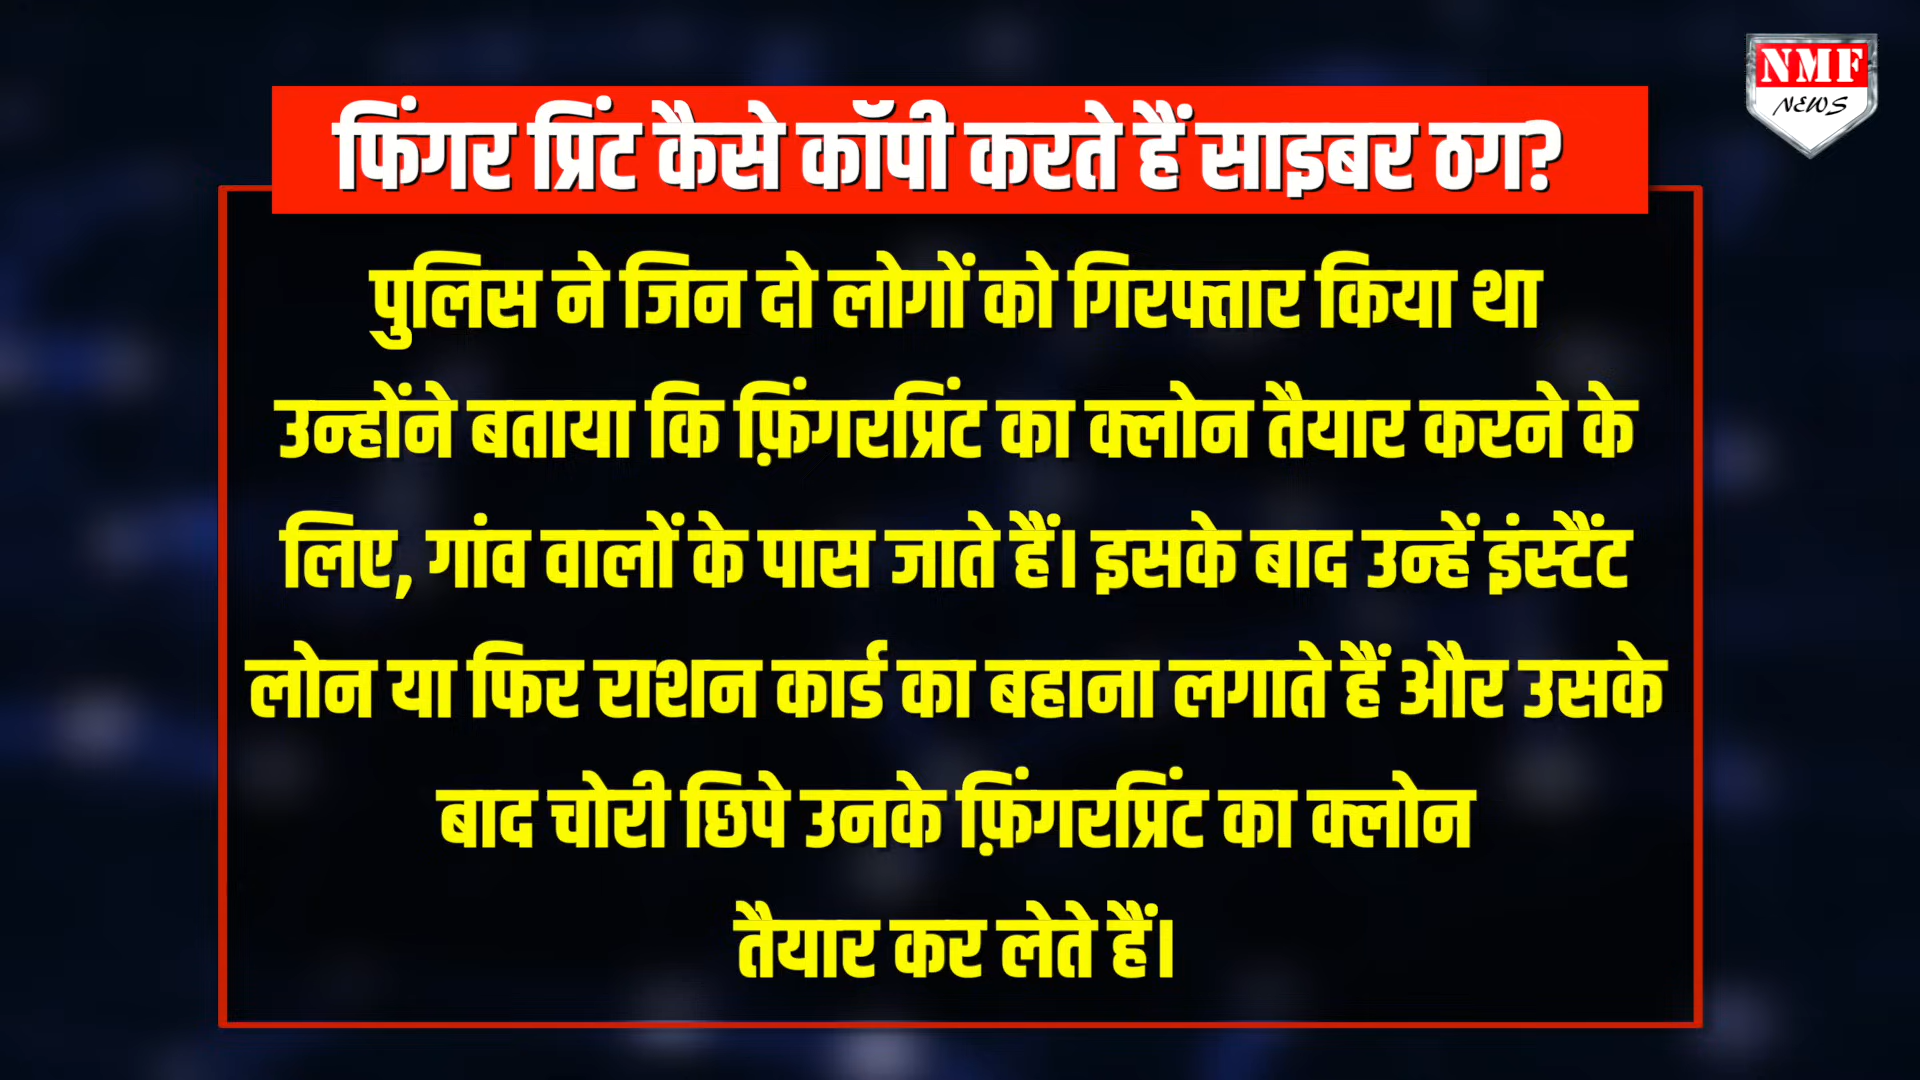 NMF
NEWS
फिंगर प्रिंट कैसे कॉपी करते हैं साइबर ठग?
पुलिस ने जिन दो लोगों को गिरफ्तार किया था
उन्होंने बताया कि फ़िंगरप्रिंट का क्लोन तैयार करने के
लिए, गांव वालों के पास जाते हैं। इसके बाद उन्हें इंस्टैंट
लोन या फिर राशन कार्ड का बहाना लगाते हैं और उसके
बाद चोरी छिपे उनके फ़िंगरप्रिंट का क्लोन
तैयार कर लेते हैं।